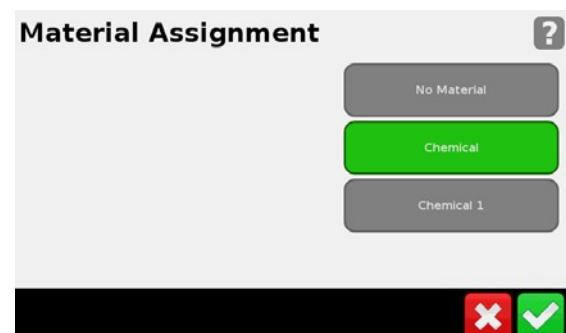 Material Assignment
?
No Material
Chemical
Chemical 1